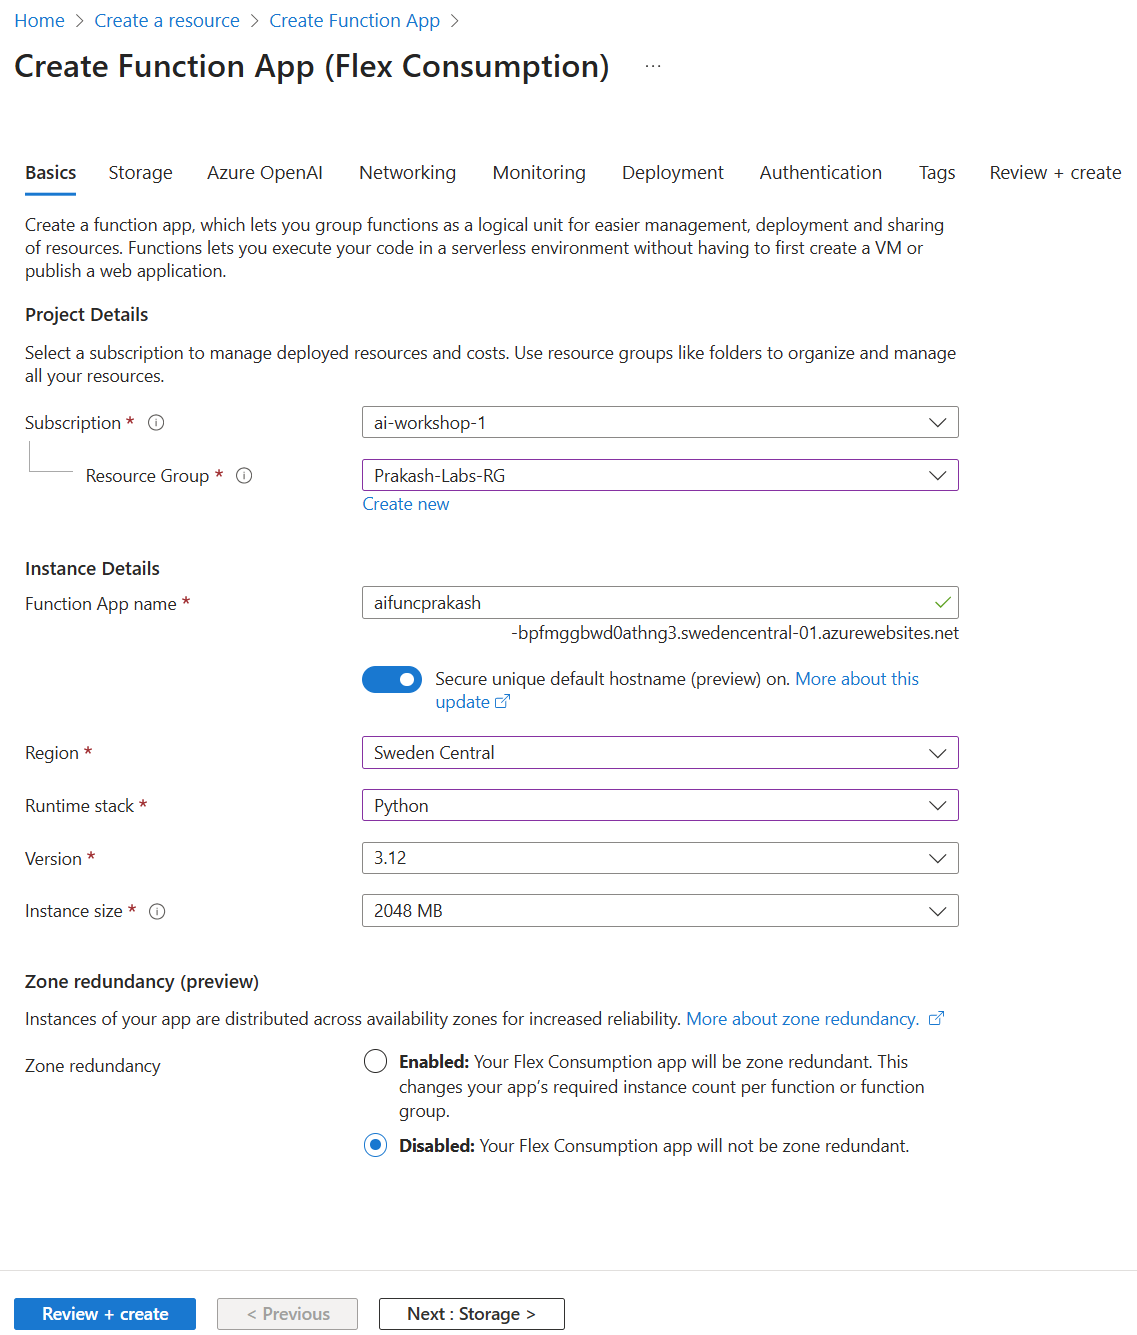 Home > Create a resource > Create Function App >
Create Function App (Flex Consumption) ...
Basics Storage Azure OpenAI Networking Monitoring Deployment Authentication Tags Review + create
Create a function app, which lets you group functions as a logical unit for easier management, deployment and sharing
of resources. Functions lets you execute your code in a serverless environment without having to first create a VM or
publish a web application.
Project Details
Select a subscription to manage deployed resources and costs. Use resource groups like folders to organize and manage
all your resources.
Subscription * ai-workshop-1
Resource Group * Prakash-Labs-RG
Create new
Instance Details
Function App name * aifuncprakash
-bpfmggbwd0athng3.swedencentral-01.azurewebsites.net
Secure unique default hostname (preview) on. More about this
update
Region * Sweden Central
Runtime stack * Python
Version * 3.12
Instance size * 2048 MB
Zone redundancy (preview)
Instances of your app are distributed across availability zones for increased reliability. More about zone redundancy.
Zone redundancy
Enabled: Your Flex Consumption app will be zone redundant. This
changes your app’s required instance count per function or function
group.
Disabled: Your Flex Consumption app will not be zone redundant.
Review + create < Previous Next : Storage >